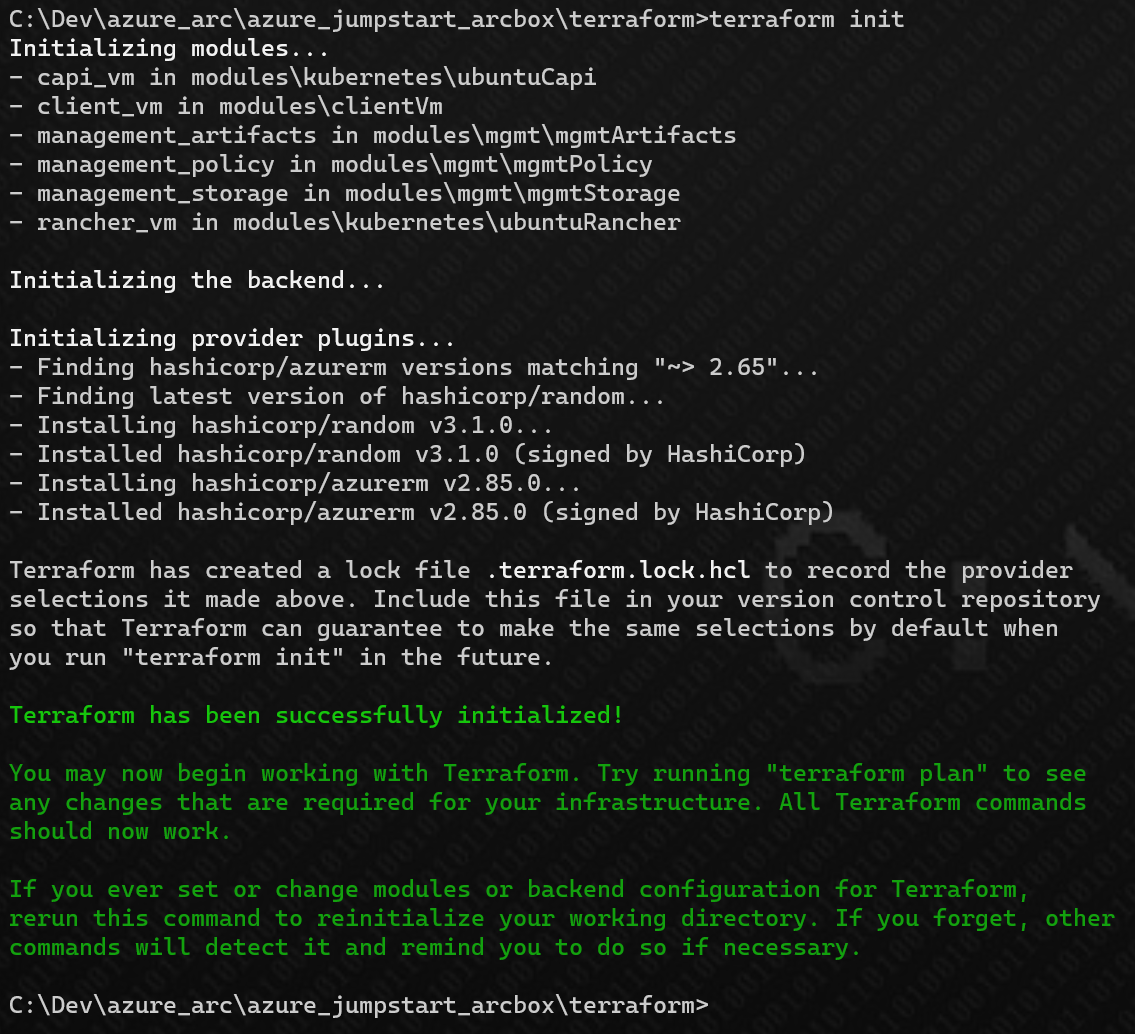 C:\Dev\azure_arc\azure_jumpstart_arcbox\terraform>terraform init
Initializing modules...
- capi_vm in modules\kubernetes\ubuntuCapi
- client_vm in modules\clientVm
- management_artifacts in modules\mgmt\mgmtArtifacts
- management_policy in modules\mgmt\mgmtPolicy
- management_storage in modules\mgmt\mgmtStorage
- rancher_vm in modules\kubernetes\ubuntuRancher

Initializing the backend...

Initializing provider plugins...
- Finding hashicorp/azurerm versions matching "~> 2.65"...
- Finding latest version of hashicorp/random...
- Installing hashicorp/random v3.1.0...
- Installed hashicorp/random v3.1.0 (signed by HashiCorp)
- Installing hashicorp/azurerm v2.85.0...
- Installed hashicorp/azurerm v2.85.0 (signed by HashiCorp)

Terraform has created a lock file .terraform.lock.hcl to record the provider
selections it made above. Include this file in your version control repository
so that Terraform can guarantee to make the same selections by default when
you run "terraform init" in the future.

Terraform has been successfully initialized!

You may now begin working with Terraform. Try running "terraform plan" to see
any changes that are required for your infrastructure. All Terraform commands
should now work.

If you ever set or change modules or backend configuration for Terraform,
rerun this command to reinitialize your working directory. If you forget, other
commands will detect it and remind you to do so if necessary.

C:\Dev\azure_arc\azure_jumpstart_arcbox\terraform>